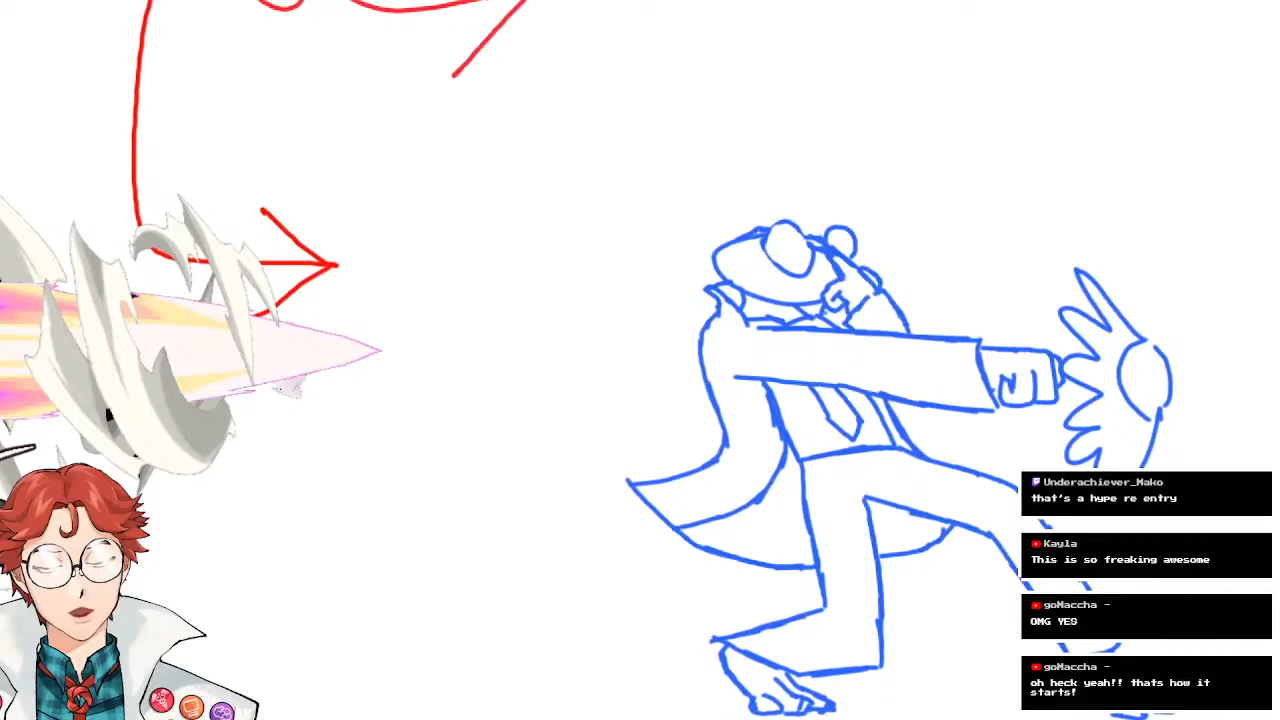 Underachiever_Mako
that's a hype re entry
Kayla
This is so freaking awesome
goMaccha -
OMG YES
goMaccha -
oh heck yeah!! thats how it
starts!